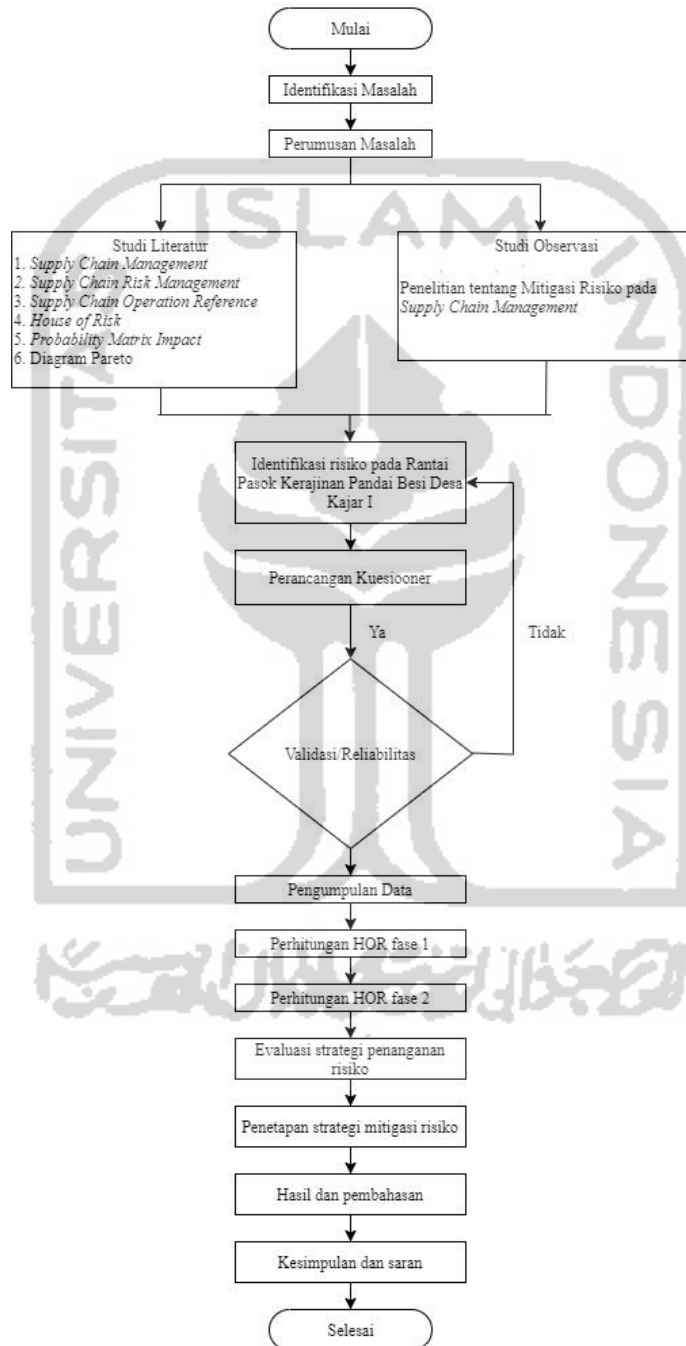 Mulai
Identifikasi Masalah
Perumusan Masalah
ISLAM
UNIVERSITAS
INDONESIA
Studi Literatur
1. Supply Chain Management
2. Supply Chain Risk Management
3. Supply Chain Operation Reference
4. House of Risk
5. Probability Matrix Impact
6. Diagram Pareto
Studi Observasi
Penelitian tentang Mitigasi Risiko pada
Supply Chain Management
Identifikasi risiko pada Rantai
Pasok Kerajinan Pandai Besi Desa
Kajar I
Perancangan Kuesiooner
Ya
Tidak
Validasi/Reliabilitas
Pengumpulan Data
Perhitungan HOR fase 1
Perhitungan HOR fase 2
Evaluasi strategi penanganan
risiko
Penetapan strategi mitigasi risiko
Hasil dan pembahasan
Kesimpulan dan saran
Selesai